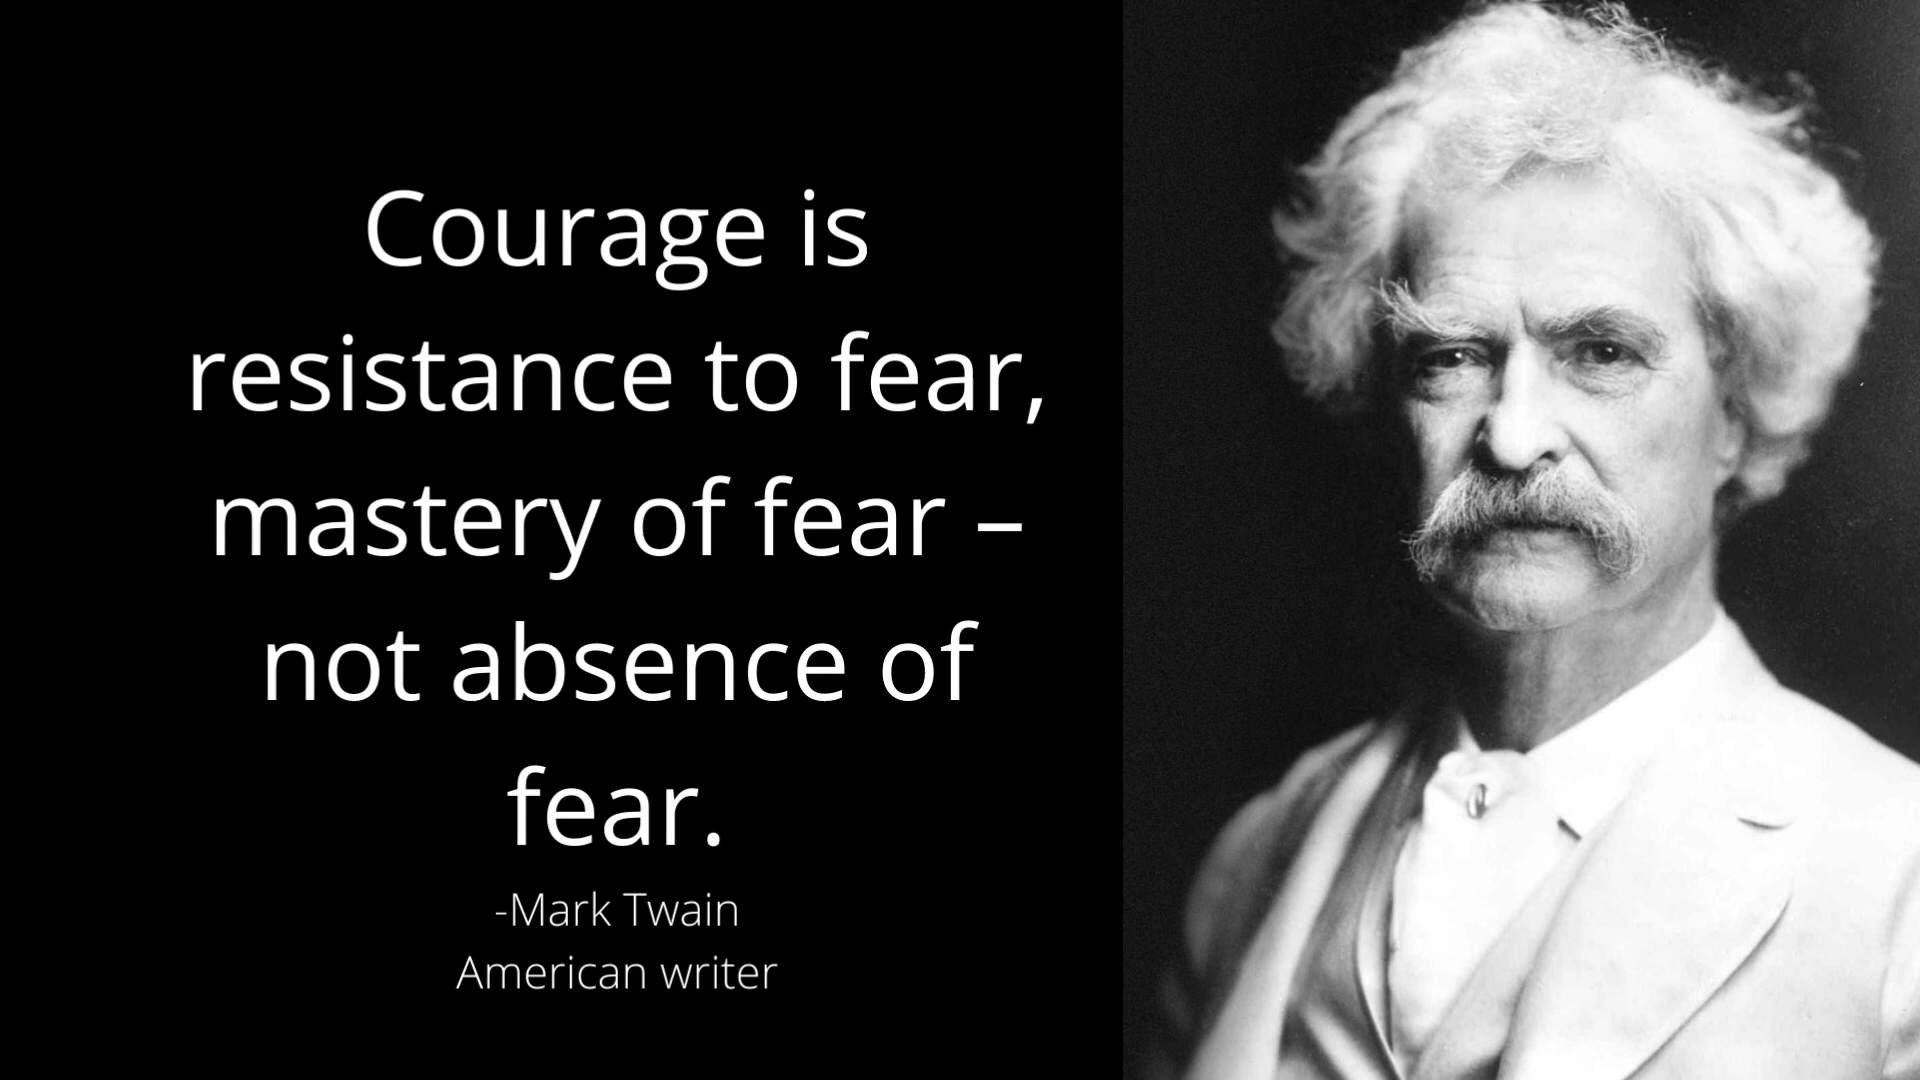 Courage is
resistance to fear,
mastery of fear –
not absence of
fear.
-Mark Twain
American writer